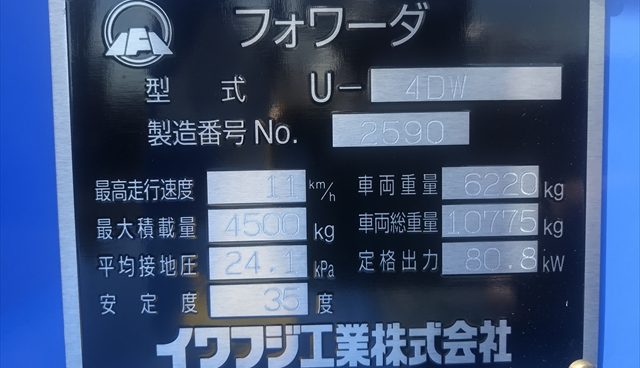 フォワーダ
型式 U-4DW
製造番号 No. 2590
最高走行速度 11 km/h 車両重量 6220 kg
最大積載量 4500 kg 車両総重量 10775 kg
平均接地圧 24.1 kPa 定格出力 80.8 kW
安定度 35 度
イワフジ工業株式会社